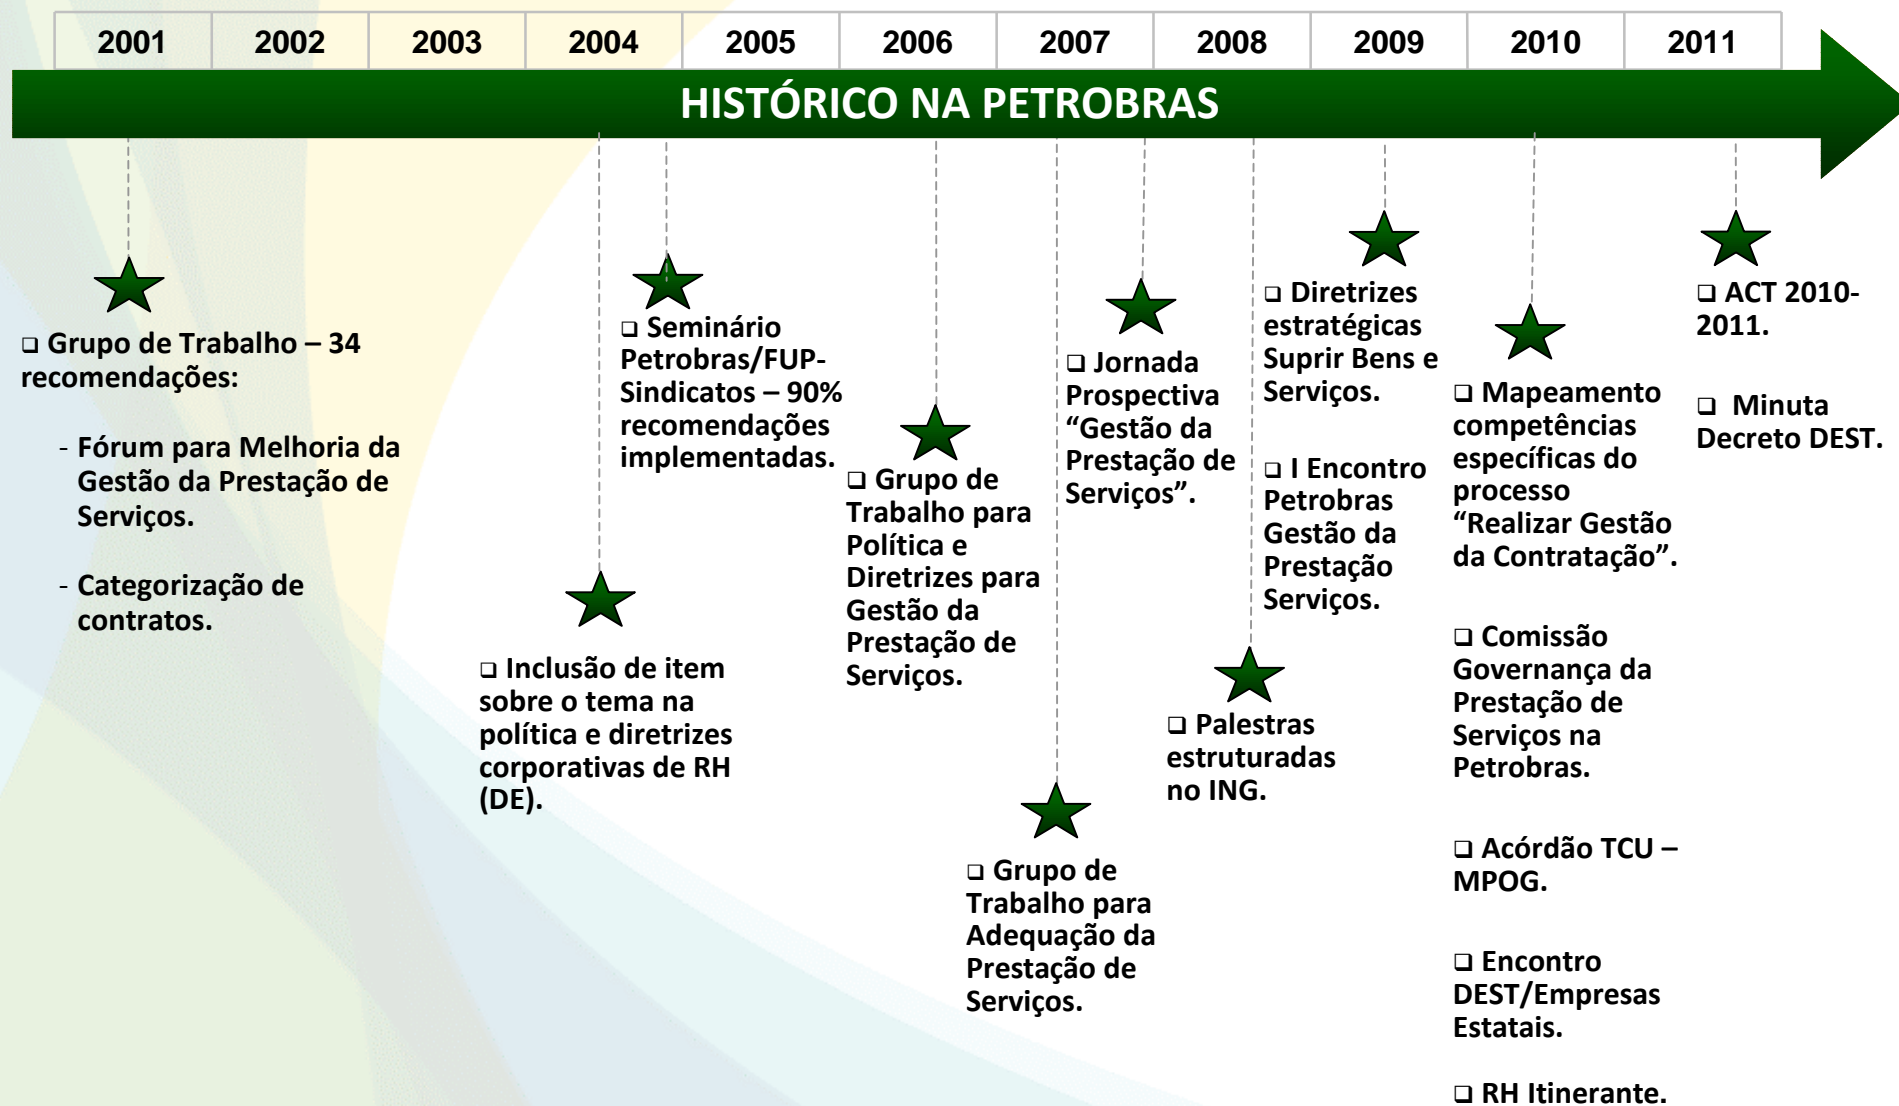 2001 2002 2003 2004 2005 2006 2007 2008 2009 2010 2011
HISTÓRICO NA PETROBRAS
❑ Grupo de Trabalho – 34
recomendações:
- Fórum para Melhoria da
Gestão da Prestação de
Serviços.
- Categorização de
contratos.
❑ Inclusão de item
sobre o tema na
política e diretrizes
corporativas de RH
(DE).
❑ Seminário
Petrobras/FUP-
Sindicatos – 90%
recomendações
implementadas.
❑ Grupo de
Trabalho para
Política e
Diretrizes para
Gestão da
Prestação de
Serviços.
❑ Grupo de
Trabalho para
Adequação da
Prestação de
Serviços.
❑ Jornada
Prospectiva
“Gestão da
Prestação de
Serviços”.
❑ Palestras
estruturadas
no ING.
❑ Diretrizes
estratégicas
Suprir Bens e
Serviços.
❑ I Encontro
Petrobras
Gestão da
Prestação
Serviços.
❑ Mapeamento
competências
específicas do
processo
“Realizar Gestão
da Contratação”.
❑ Comissão
Governança da
Prestação de
Serviços na
Petrobras.
❑ Acórdão TCU –
MPOG.
❑ Encontro
DEST/Empresas
Estatais.
❑ RH Itinerante.
❑ ACT 2010-
2011.
❑ Minuta
Decreto DEST.